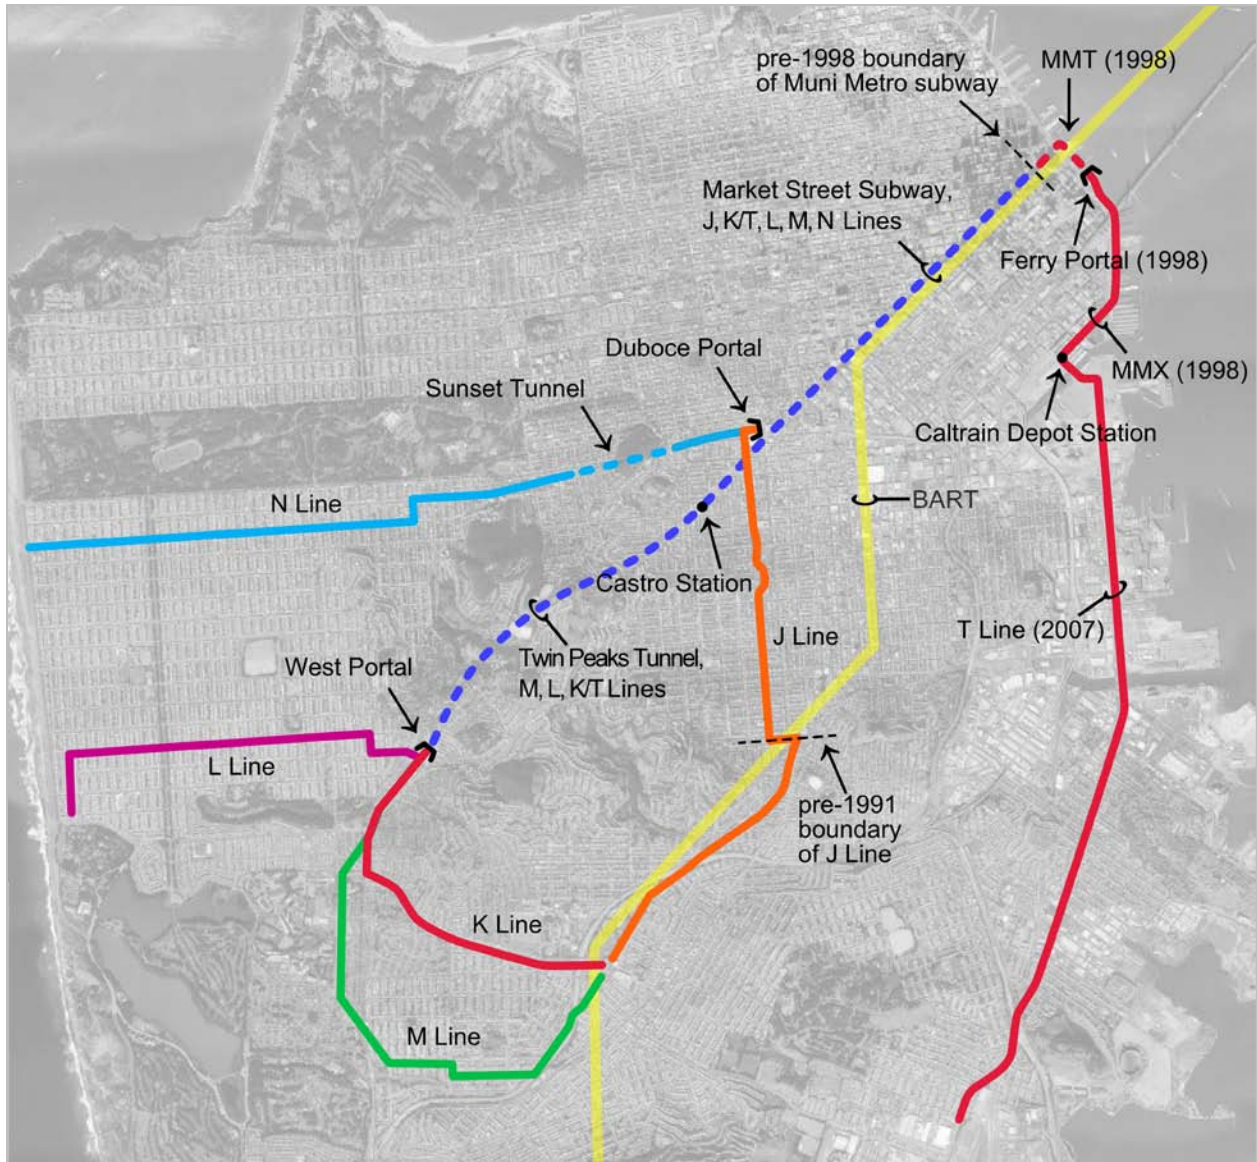 pre-1998 boundary
of Muni Metro subway
MMT (1998)
Market Street Subway,
J, K/T, L, M, N Lines
Ferry Portal (1998)
Duboce Portal
Sunset Tunnel
MMX (1998)
Caltrain Depot Station
N Line
BART
Castro Station
T Line (2007)
J Line
Twin Peaks Tunnel,
M, L, K/T Lines
West Portal
L Line
pre-1991
boundary
of J Line
K Line
M Line